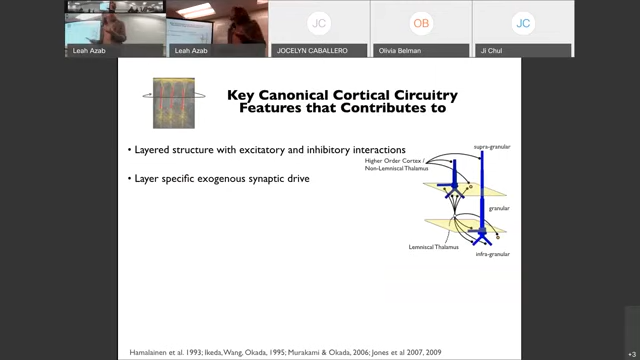 JC
OB
JC
Leah Azab
Leah Azab
JOCELYN CABALLERO
Olivia Belman
Ji Chul
Key Canonical Cortical Circuitry
Features that Contributes to
• Layered structure with excitatory and inhibitory interactions
• Layer specific exogenous synaptic drive
supra-granular
Higher Order Cortex /
Non-Lemniscal Thalamus
granular
Lemniscal Thalamus
infra-granular
Hamalainen et al. 1993; Ikeda, Wang, Okada, 1995; Murakami & Okada, 2006; Jones et al 2007, 2009
+3